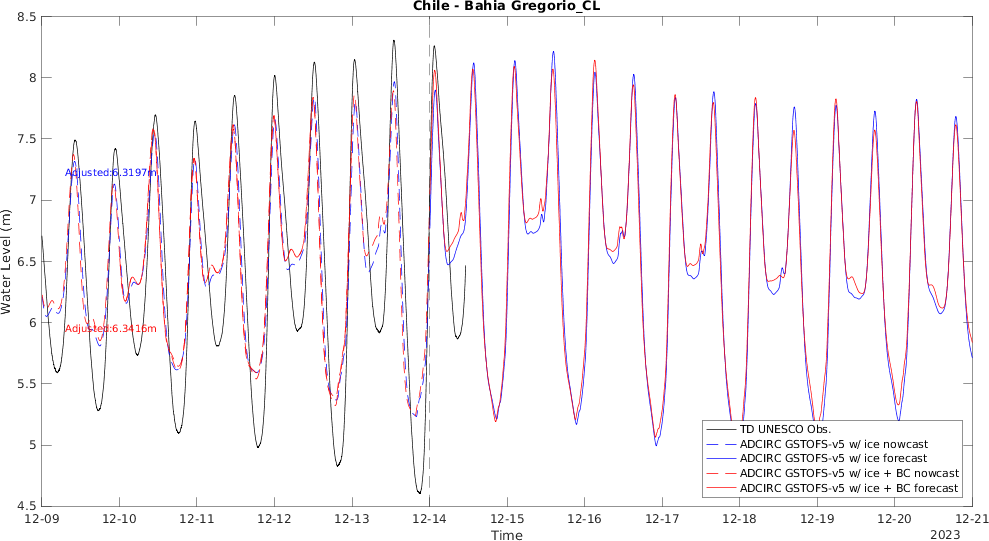 Chile - Bahia Gregorio_CL
8.5
8
7.5
7
6.5
6
5.5
5
4.5
Water Level (m)
Adjusted:6.3197m
Adjusted:6.3416m
TD UNESCO Obs.
ADCIRC GSTOFS-v5 w/ ice nowcast
ADCIRC GSTOFS-v5 w/ ice forecast
ADCIRC GSTOFS-v5 w/ ice + BC nowcast
ADCIRC GSTOFS-v5 w/ ice + BC forecast
12-09 12-10 12-11 12-12 12-13 12-14 12-15 12-16 12-17 12-18 12-19 12-20 12-21
Time
2023